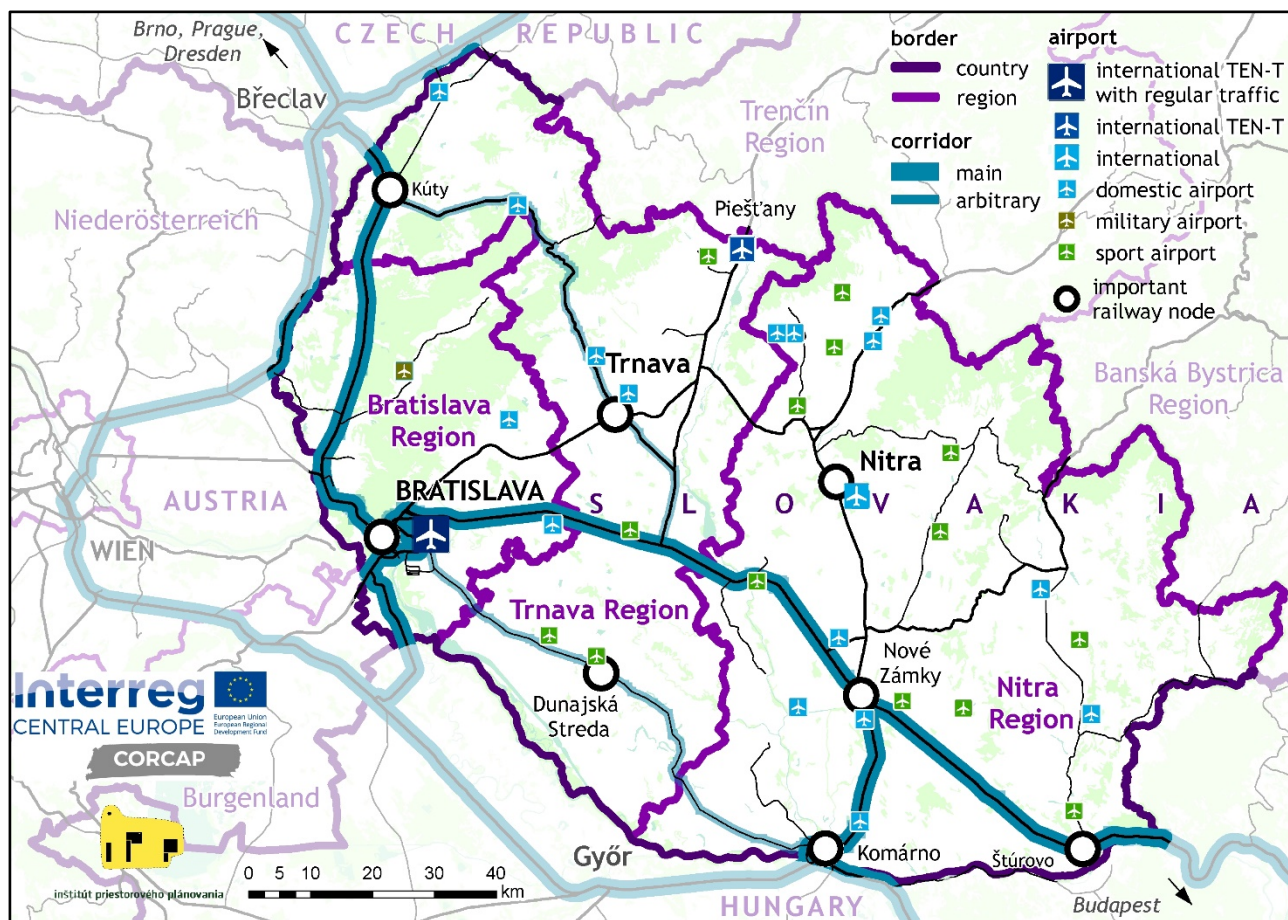 Brno, Prague,
Dresden
CZECH REPUBLIC
Břeclav
Trenčín
Region
Kúty
Niederösterreich
Piešťany
border
country
region
corridor
main
arbitrary
airport
international TEN-T
with regular traffic
international TEN-T
international
domestic airport
military airport
sport airport
important
railway node
Trnava
Bratislava
Region
Banská Bystrica
Region
Nitra
AUSTRIA
BRATISLAVA
SLOVAKIA
WIEN
Trnava Region
Nové
Zámky
Nitra
Region
Dunajská
Streda
Interreg
CENTRAL EUROPE
European Union
European Regional
Development Fund
CORCAP
Burgenland
inštitút priestorového plánovania
Győr
Komárno
Štúrovo
0 5 10 20 30 40
km
HUNGARY
Budapest